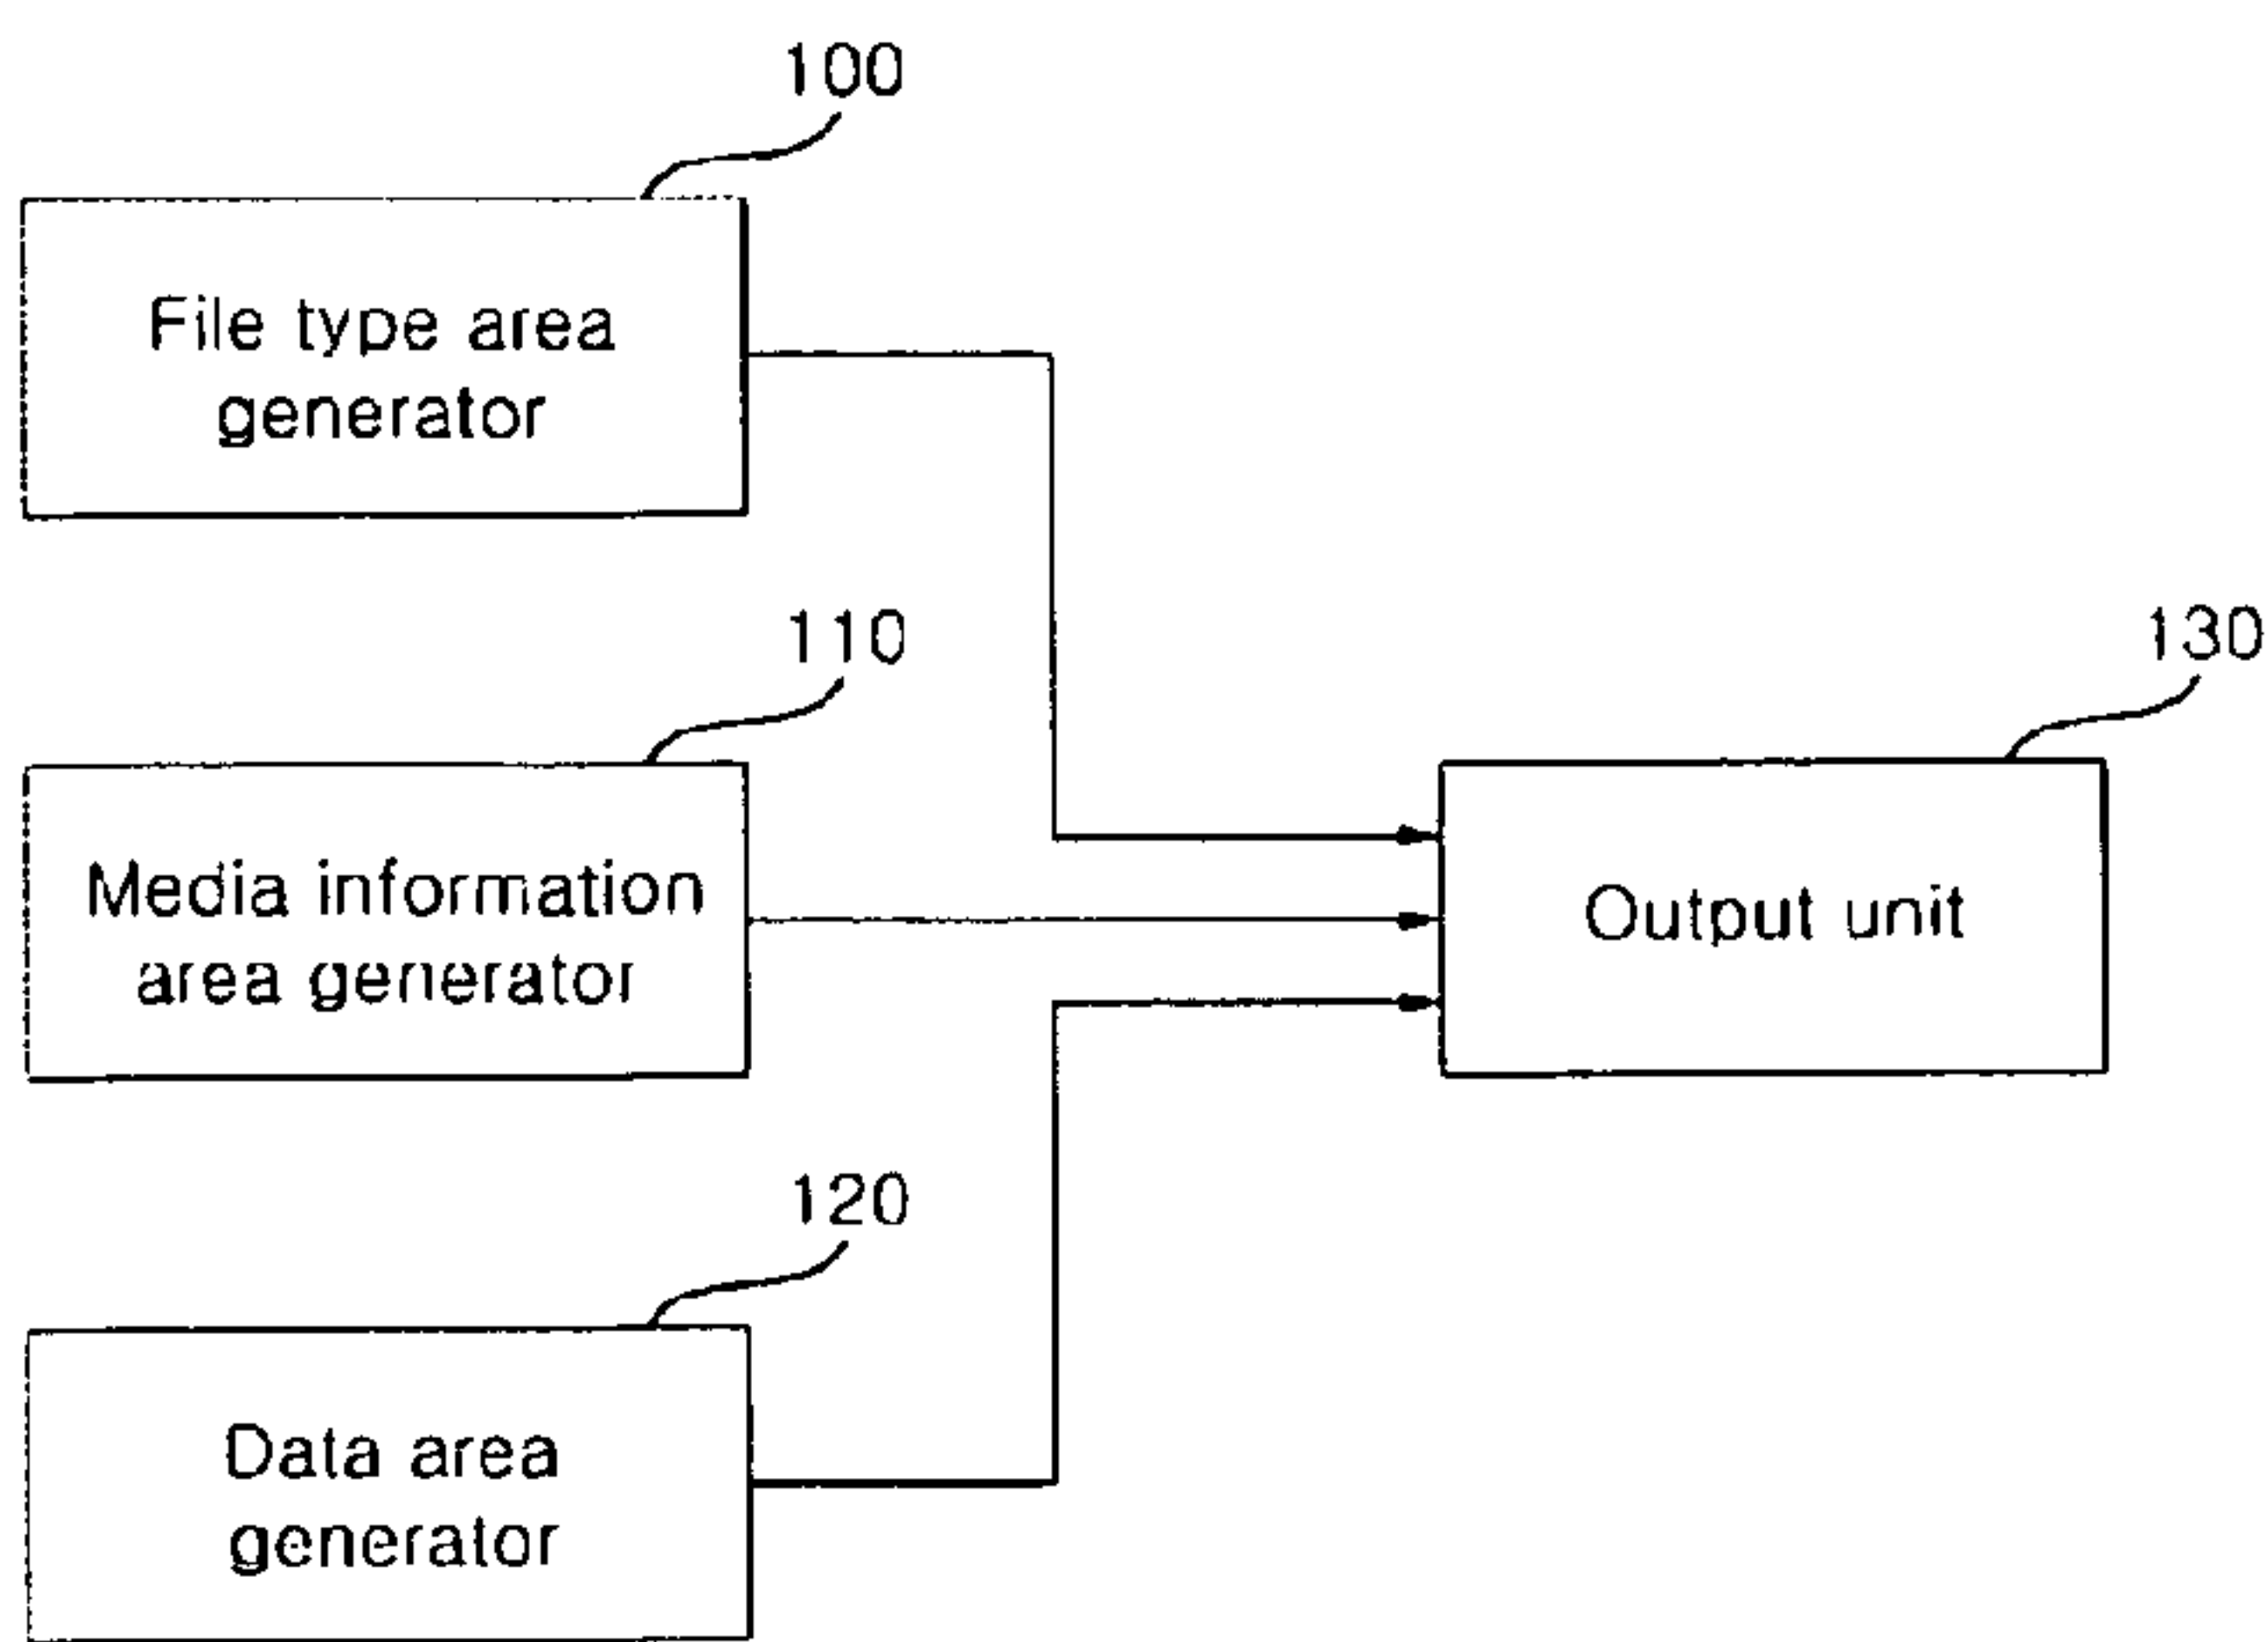 100
File type area
generator
110
Media information
area generator
130
Output unit
120
Data area
generator